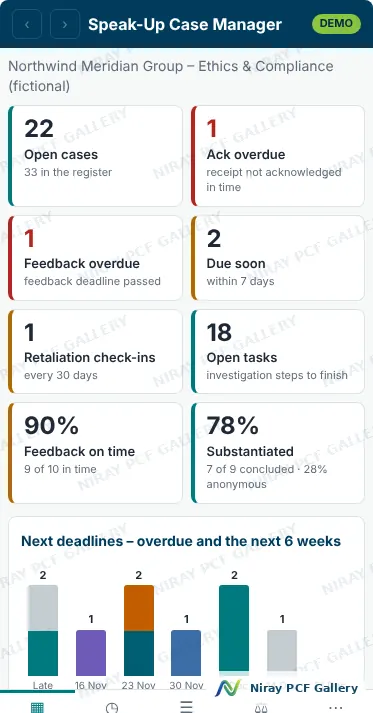 Speak-Up Case Manager
DEMO
Northwind Meridian Group – Ethics & Compliance
(fictional)
22
Open cases
33 in the register
1
Ack overdue
receipt not acknowledged
in time
1
Feedback overdue
feedback deadline passed
2
Due soon
within 7 days
1
Retaliation check-ins
every 30 days
18
Open tasks
investigation steps to finish
90%
Feedback on time
9 of 10 in time
78%
Substantiated
7 of 9 concluded · 28%
anonymous
Next deadlines – overdue and the next 6 weeks
2
1
2
1
2
1
Late
16 Nov
23 Nov
30 Nov
Niray PCF Gallery
NIRAY PCF GALLERY